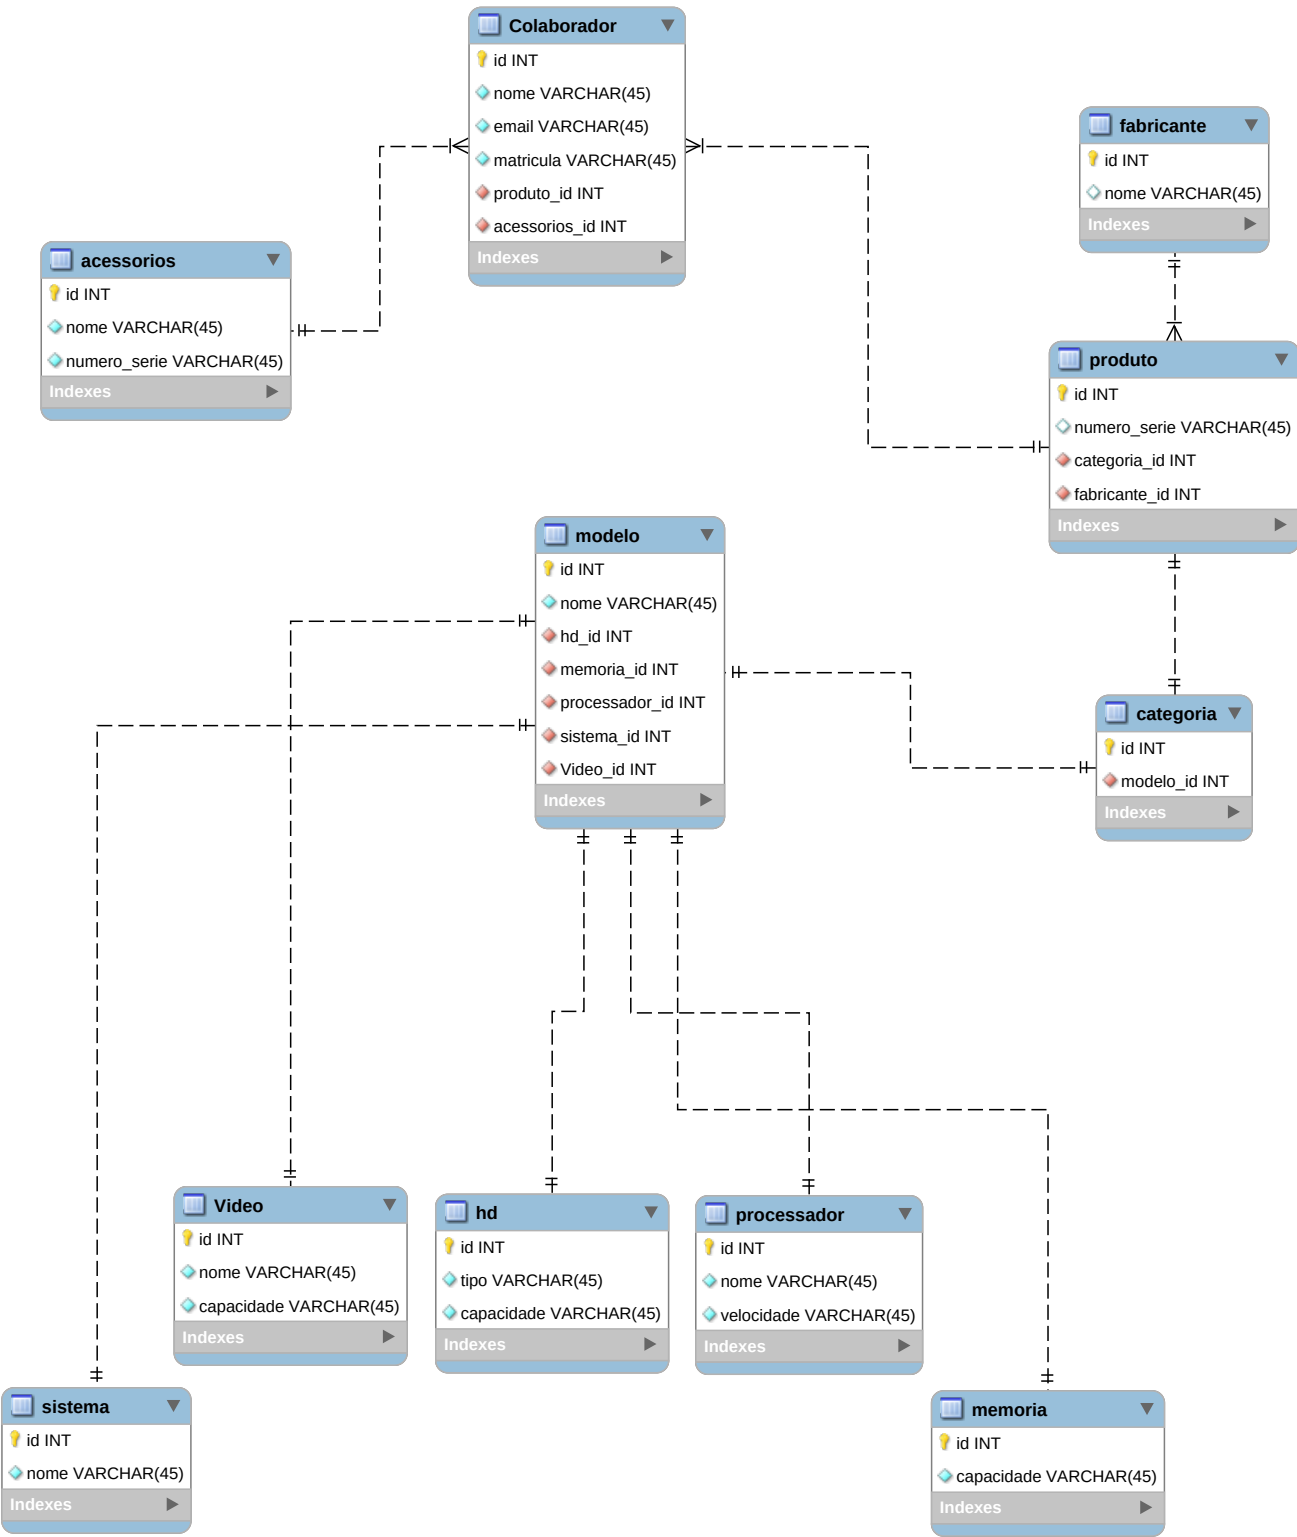 Colaborador
id INT
nome VARCHAR(45)
email VARCHAR(45)
matricula VARCHAR(45)
produto_id INT
acessorios_id INT
Indexes
fabricante
id INT
nome VARCHAR(45)
Indexes
acessorios
id INT
nome VARCHAR(45)
numero_serie VARCHAR(45)
Indexes
produto
id INT
numero_serie VARCHAR(45)
categoria_id INT
fabricante_id INT
Indexes
modelo
id INT
nome VARCHAR(45)
hd_id INT
memoria_id INT
processador_id INT
sistema_id INT
Video_id INT
Indexes
categoria
id INT
modelo_id INT
Indexes
Video
id INT
nome VARCHAR(45)
capacidade VARCHAR(45)
Indexes
hd
id INT
tipo VARCHAR(45)
capacidade VARCHAR(45)
Indexes
processador
id INT
nome VARCHAR(45)
velocidade VARCHAR(45)
Indexes
sistema
id INT
nome VARCHAR(45)
Indexes
memoria
id INT
capacidade VARCHAR(45)
Indexes